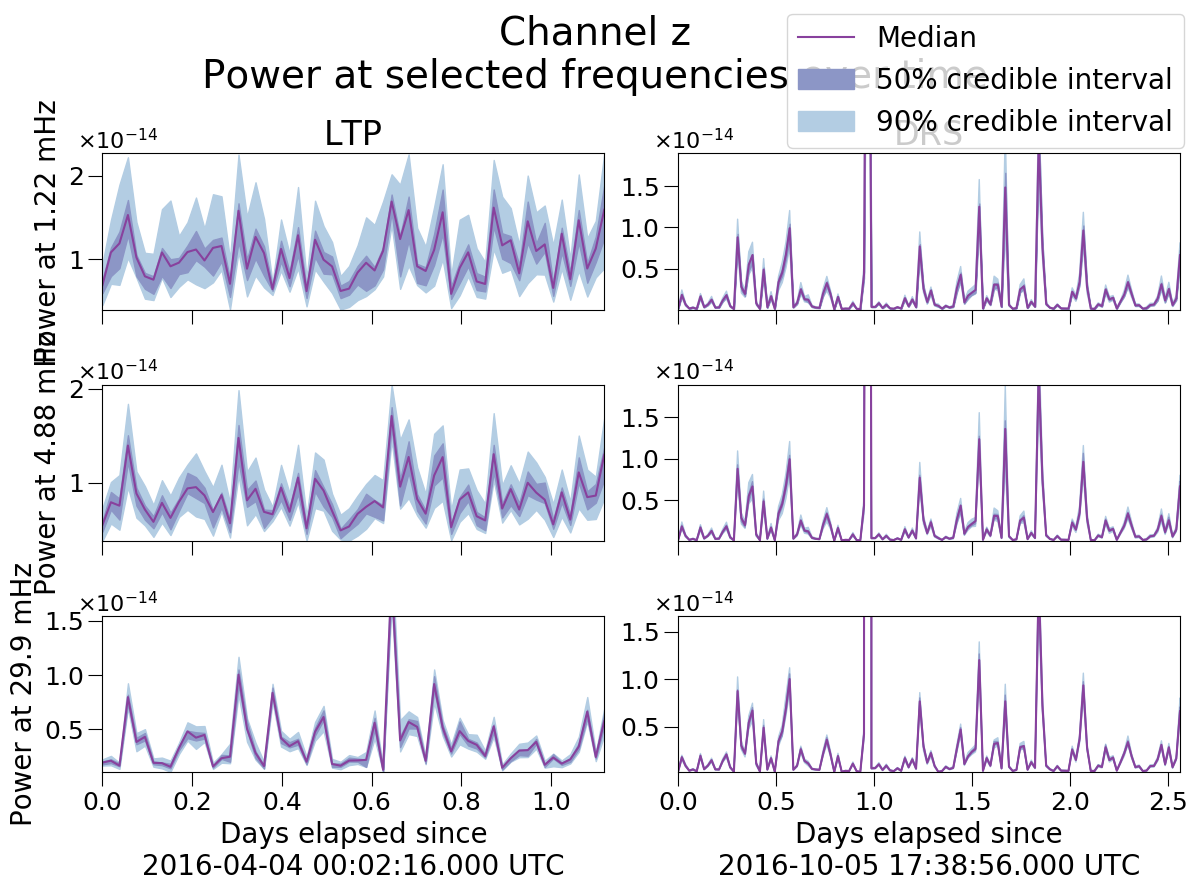 Channel z
Power at selected frequencies over time
Median
50% credible interval
90% credible interval
LTP
DRS
×10⁻¹⁴
2
1
Power at 1.22 mHz
×10⁻¹⁴
1.5
1.0
0.5
×10⁻¹⁴
2
1
Power at 4.88 mHz
×10⁻¹⁴
1.5
1.0
0.5
×10⁻¹⁴
1.5
1.0
0.5
Power at 29.9 mHz
0.0 0.2 0.4 0.6 0.8 1.0
Days elapsed since
2016-04-04 00:02:16.000 UTC
×10⁻¹⁴
1.5
1.0
0.5
0.0 0.5 1.0 1.5 2.0 2.5
Days elapsed since
2016-10-05 17:38:56.000 UTC